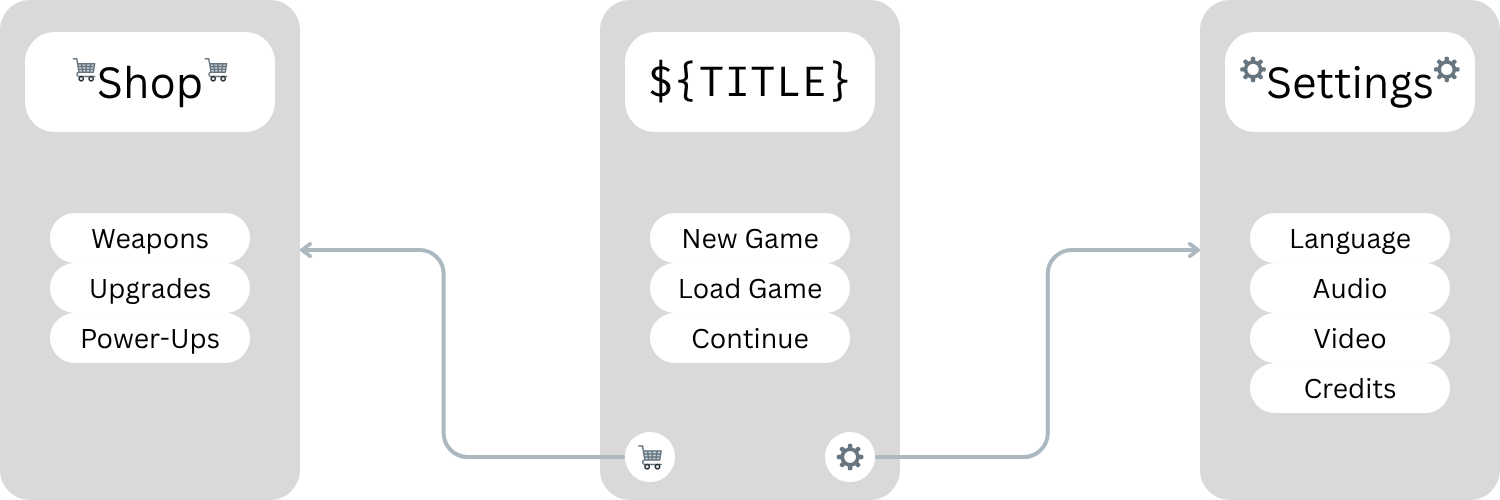 Shop
Weapons
Upgrades
Power-Ups
${TITLE}
New Game
Load Game
Continue
Settings
Language
Audio
Video
Credits